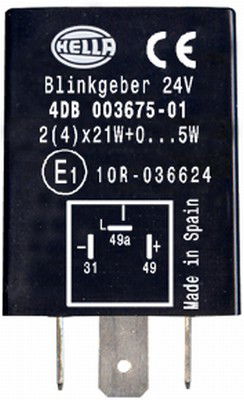 HELLA CE
Blinkgeber 24V
4DB 003675-01
2(4)x21W+0...5W
E1 10R-036624
L
49a
- +
31 49
Made in Spain